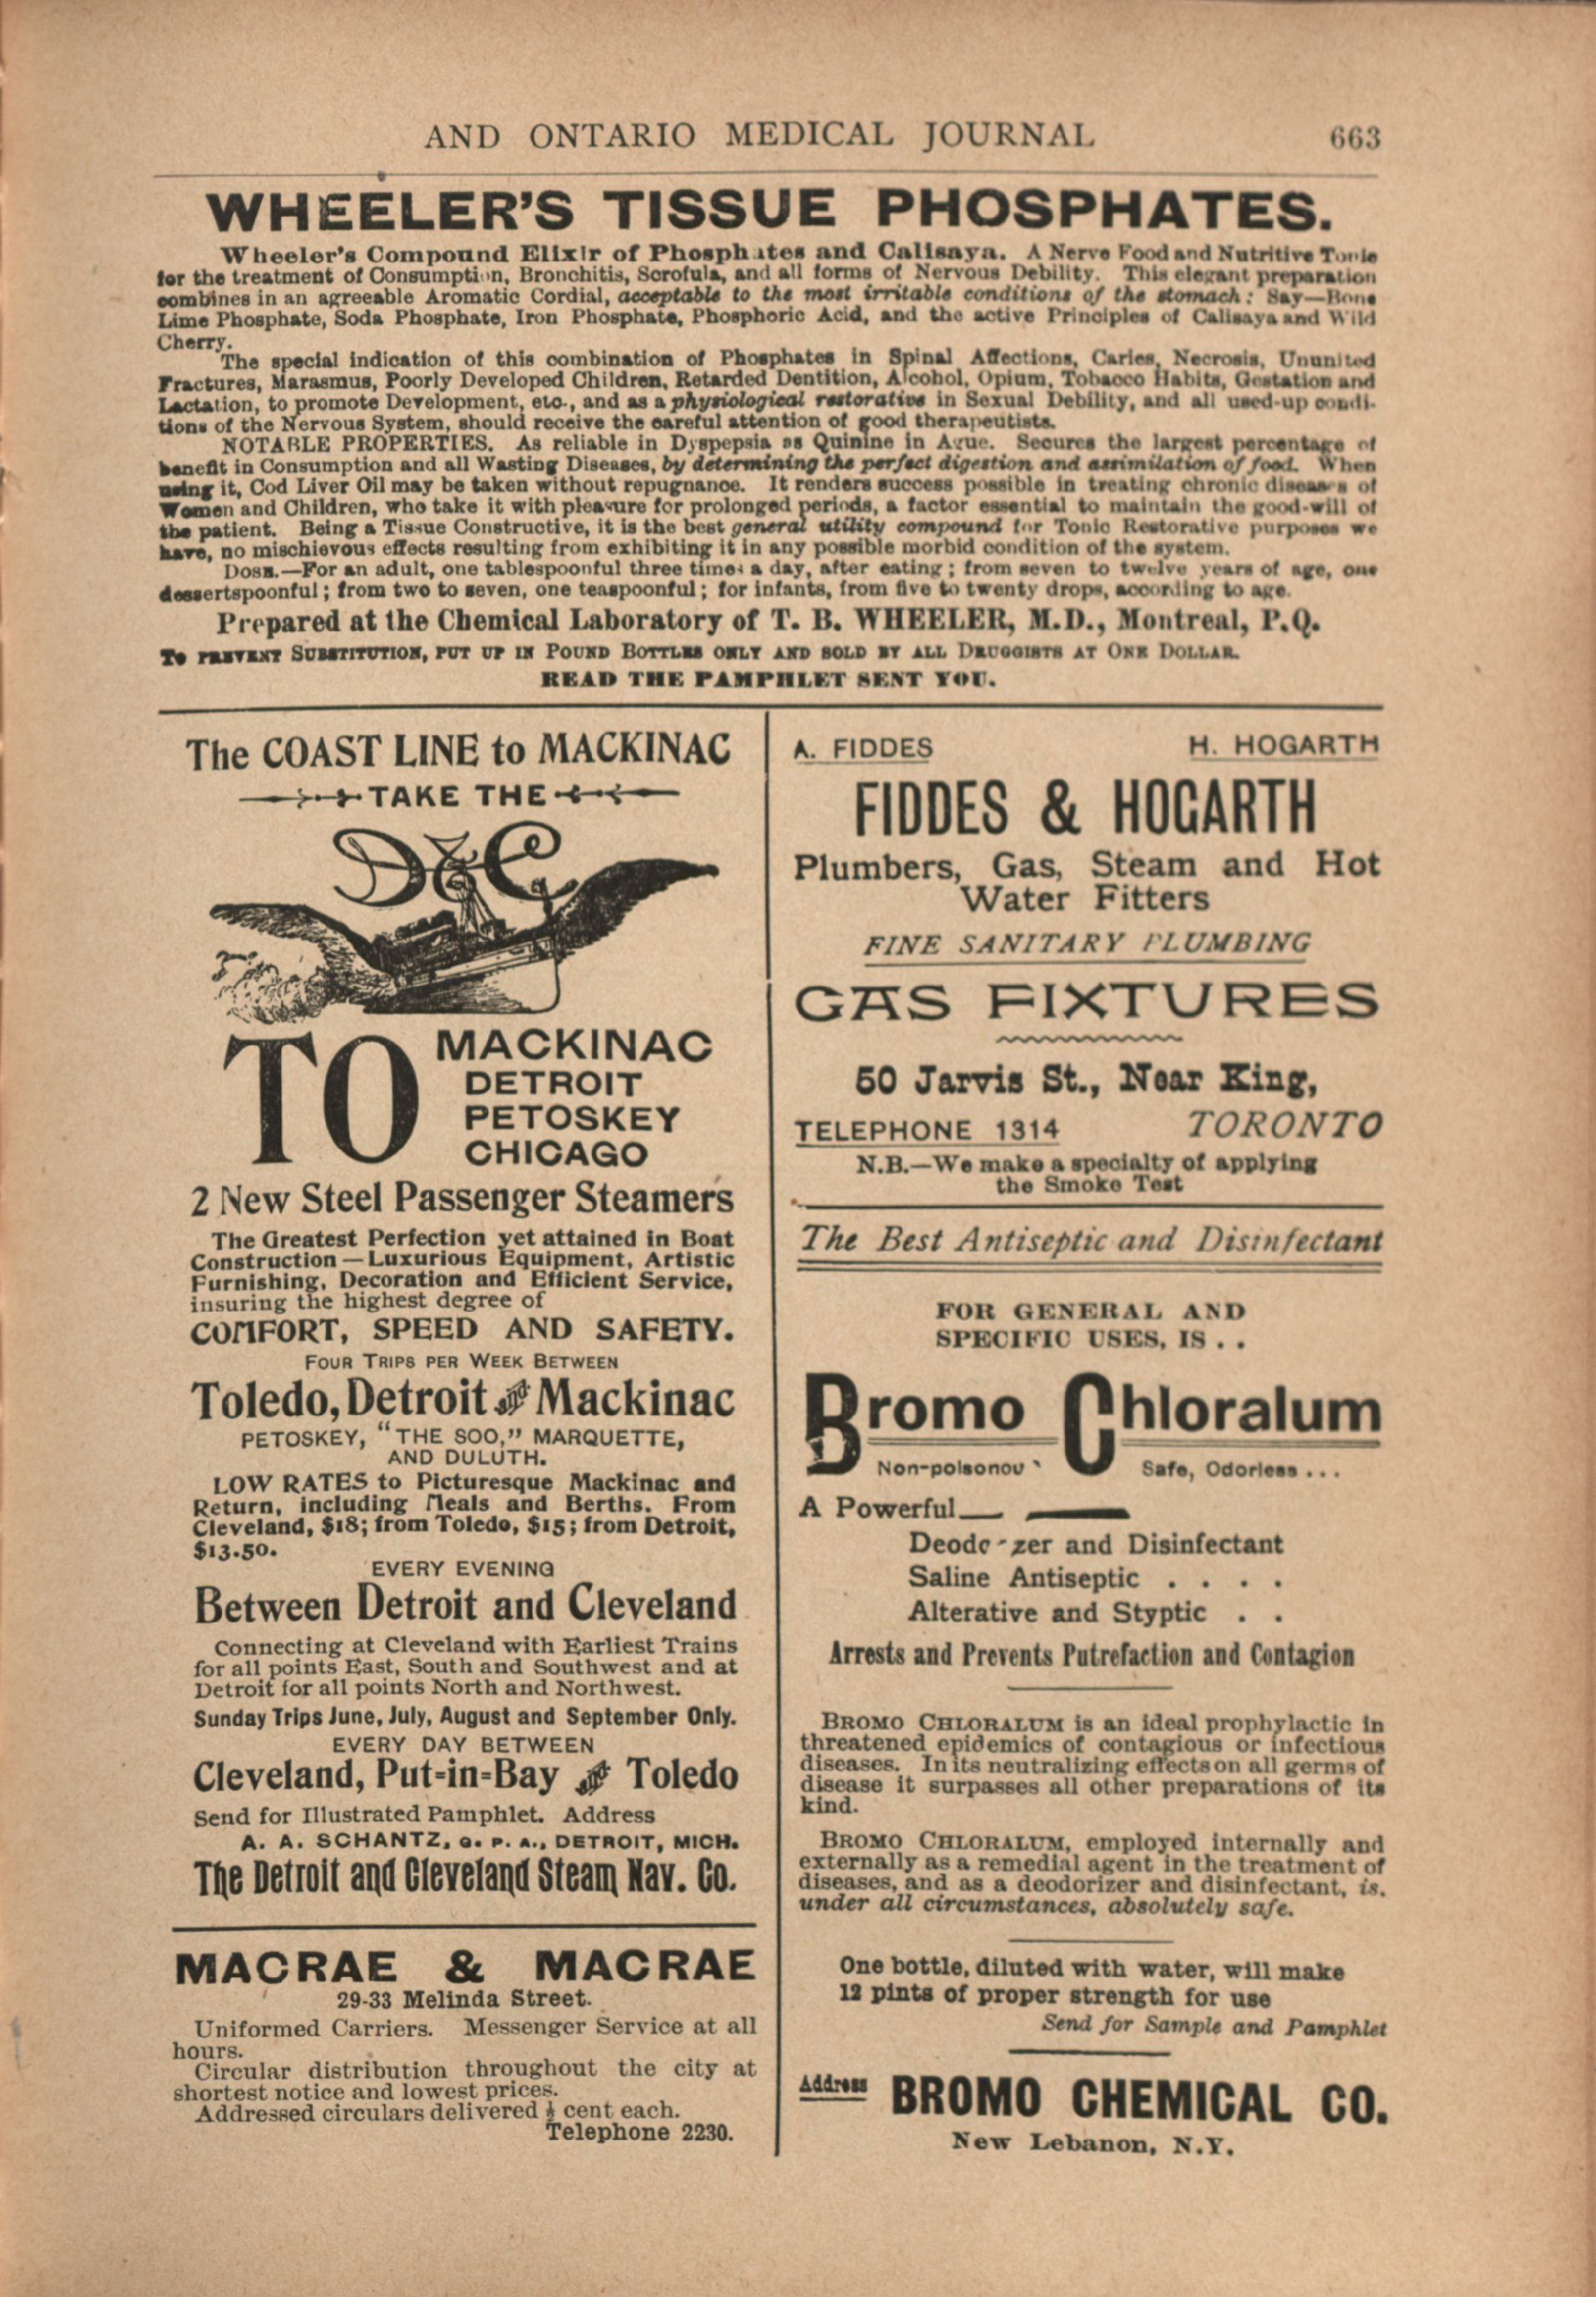 AND ONTARIO MEDICAL JOURNAL 663
WHEELER'S TISSUE PHOSPHATES.
Wheeler's Compound Elixir of Phosphates and Calisaya. A Nerve Food and Nutritive Tonic
for the treatment of Consumption, Bronchitis, Scrofula, and all forms of Nervous Debility. This elegant preparation
combines in an agreeable Aromatic Cordial, acceptable to the most irritable conditions of the stomach: Say—Bone
Lime Phosphate, Soda Phosphate, Iron Phosphate, Phosphoric Acid, and the active Principles of Calisaya and Wild
Cherry.
The special indication of this combination of Phosphates in Spinal Affections, Caries, Necrosis, Ununited
Fractures, Marasmus, Poorly Developed Children, Retarded Dentition, Alcohol, Opium, Tobacco Habits, Gestation and
Lactation, to promote Development, etc., and as a physiological restorative in Sexual Debility, and all used-up condi-
tions of the Nervous System, should receive the careful attention of good therapeutists.
NOTABLE PROPERTIES. As reliable in Dyspepsia as Quinine in Ague. Secures the largest percentage of
benefit in Consumption and all Wasting Diseases, by determining the perfect digestion and assimilation of food. When
using it, Cod Liver Oil may be taken without repugnance. It renders success possible in treating chronic diseases of
Women and Children, who take it with pleasure for prolonged periods, a factor essential to maintain the good-will of
the patient. Being a Tissue Constructive, it is the best general utility compound for Tonic Restorative purposes we
have, no mischievous effects resulting from exhibiting it in any possible morbid condition of the system.
DOSE.—For an adult, one tablespoonful three times a day, after eating; from seven to twelve years of age, one
dessertspoonful; from two to seven, one teaspoonful; for infants, from five to twenty drops, according to age.
Prepared at the Chemical Laboratory of T. B. WHEELER, M.D., Montreal, P.Q.
TO PREVENT SUBSTITUTION, PUT UP IN POUND BOTTLES ONLY AND SOLD BY ALL DRUGGISTS AT ONE DOLLAR.
READ THE PAMPHLET SENT YOU.
The COAST LINE to MACKINAC
TAKE THE
D & C
TO MACKINAC
DETROIT
PETOSKEY
CHICAGO
2 New Steel Passenger Steamers
The Greatest Perfection yet attained in Boat
Construction — Luxurious Equipment, Artistic
Furnishing, Decoration and Efficient Service,
insuring the highest degree of
COMFORT, SPEED AND SAFETY.
FOUR TRIPS PER WEEK BETWEEN
Toledo, Detroit and Mackinac
PETOSKEY, "THE SOO," MARQUETTE,
AND DULUTH.
LOW RATES to Picturesque Mackinac and
Return, including Meals and Berths. From
Cleveland, $18; from Toledo, $15; from Detroit,
$13.50.
EVERY EVENING
Between Detroit and Cleveland
Connecting at Cleveland with Earliest Trains
for all points East, South and Southwest and at
Detroit for all points North and Northwest.
Sunday Trips June, July, August and September Only.
EVERY DAY BETWEEN
Cleveland, Put-in-Bay and Toledo
Send for Illustrated Pamphlet. Address
A. A. SCHANTZ, G. P. A., DETROIT, MICH.
The Detroit and Cleveland Steam Nav. Co.
MACRAE & MACRAE
29-33 Melinda Street.
Uniformed Carriers. Messenger Service at all
hours.
Circular distribution throughout the city at
shortest notice and lowest prices.
Addressed circulars delivered ½ cent each.
Telephone 2230.
A. FIDDES H. HOGARTH
FIDDES & HOGARTH
Plumbers, Gas, Steam and Hot
Water Fitters
FINE SANITARY PLUMBING
GAS FIXTURES
50 Jarvis St., Near King,
TELEPHONE 1314 TORONTO
N.B.—We make a specialty of applying
the Smoke Test
The Best Antiseptic and Disinfectant
FOR GENERAL AND
SPECIFIC USES, IS . .
Bromo Chloralum
Non-poisonou Safe, Odorless . . .
A Powerful
Deodo zer and Disinfectant
Saline Antiseptic . . . .
Alterative and Styptic . .
Arrests and Prevents Putrefaction and Contagion
BROMO CHLORALUM is an ideal prophylactic in
threatened epidemics of contagious or infectious
diseases. In its neutralizing effects on all germs of
disease it surpasses all other preparations of its
kind.
BROMO CHLORALUM, employed internally and
externally as a remedial agent in the treatment of
diseases, and as a deodorizer and disinfectant, is,
under all circumstances, absolutely safe.
One bottle, diluted with water, will make
12 pints of proper strength for use
Send for Sample and Pamphlet
Address BROMO CHEMICAL CO.
New Lebanon, N.Y.